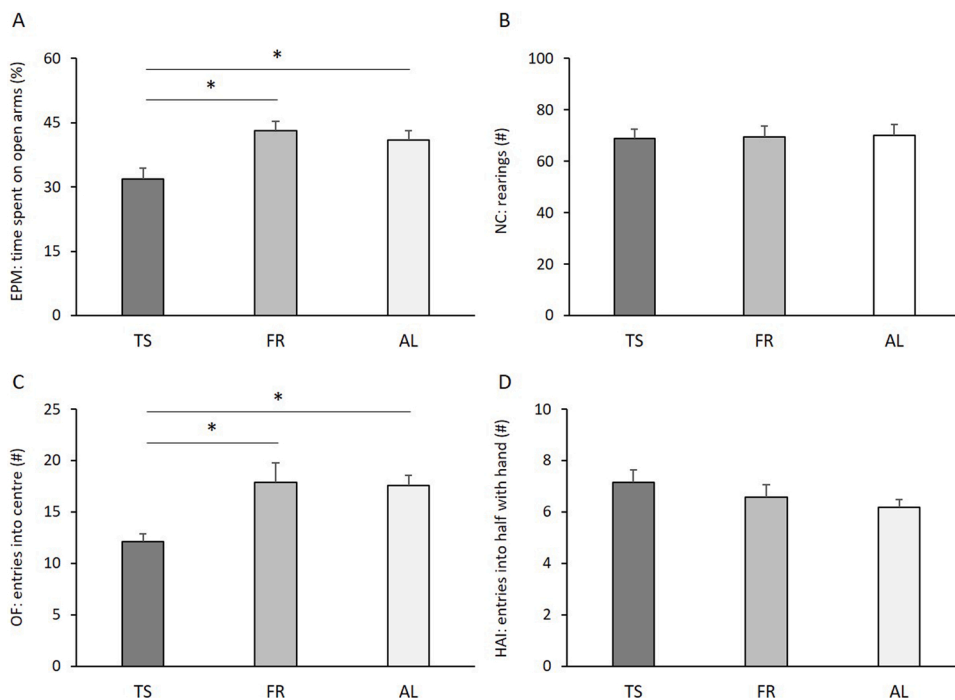 A
EPM: time spent on open arms (%)
60
45
30
15
0
*
*
TS FR AL
B
NC: rearings (#)
100
80
60
40
20
0
TS FR AL
C
OF: entries into centre (#)
25
20
15
10
5
0
*
*
TS FR AL
D
HAI: entries into half with hand (#)
10
8
6
4
2
0
TS FR AL